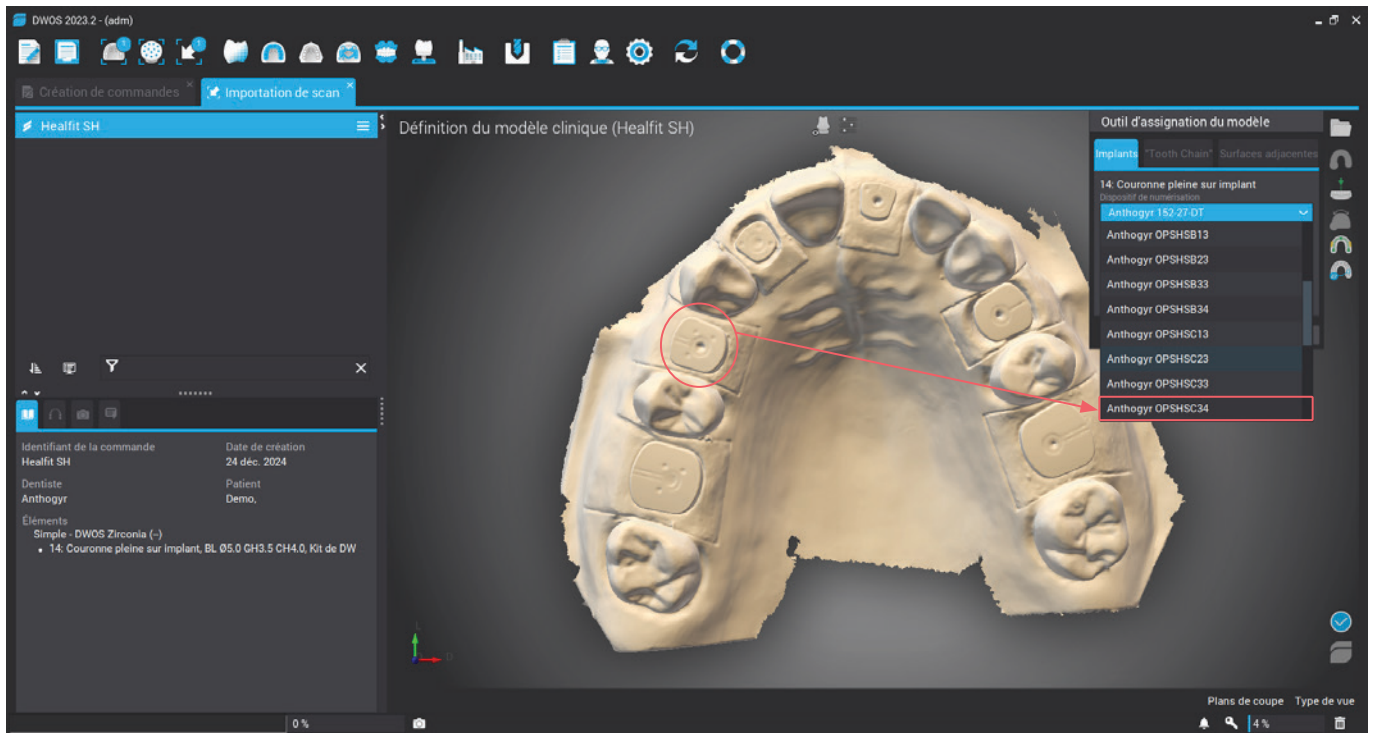 DWOS 2023.2 - (adm)
Création de commandes
Importation de scan
Healfit SH
Définition du modèle clinique (Healfit SH)
Outil d'assignation du modèle
Implants "Tooth Chain" Surfaces adjacentes
14: Couronne pleine sur implant
Dispositif de numérisation
Anthogyr 152-27-DT
Anthogyr OPSHSB13
Anthogyr OPSHSB23
Anthogyr OPSHSB33
Anthogyr OPSHSB34
Anthogyr OPSHSC13
Anthogyr OPSHSC23
Anthogyr OPSHSC33
Anthogyr OPSHSC34
Identifiant de la commande
Healfit SH
Date de création
24 déc. 2024
Dentiste
Anthogyr
Patient
Demo,
Éléments
Simple - DWOS Zirconia (--)
• 14: Couronne pleine sur implant, BL Ø5.0 GH3.5 CH4.0, Kit de DW
Plans de coupe Type de vue
0 %
4 %